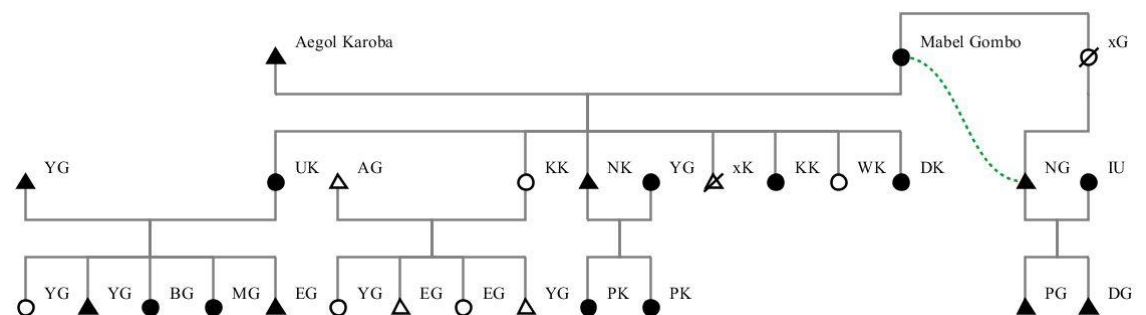 Aegol Karoba
Mabel Gombo
xG
YG
UK
AG
KK
NK
YG
xK
KK
WK
DK
NG
IU
YG
YG
BG
MG
EG
YG
EG
EG
YG
PK
PK
PG
DG